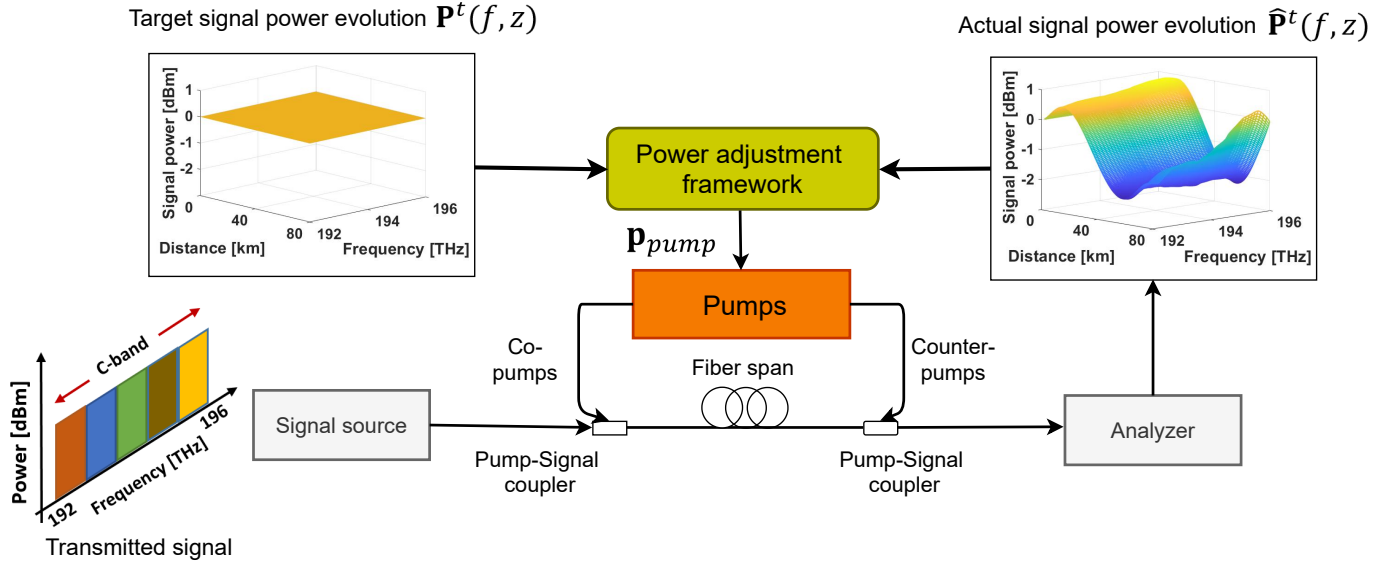 Target signal power evolution 𝐏ᵗ(f, z)
Actual signal power evolution 𝐏̂ᵗ(f, z)
Signal power [dBm]
1
0
-1
-2
0
40
80
192
194
196
Distance [km]
Frequency [THz]
Power adjustment
framework
Signal power [dBm]
1
0
-1
-2
0
40
80
192
194
196
Distance [km]
Frequency [THz]
𝐩pump
Pumps
Co-
pumps
Fiber span
Counter-
pumps
C-band
Power [dBm]
192
Frequency [THz]
196
Signal source
Analyzer
Pump-Signal
coupler
Pump-Signal
coupler
Transmitted signal